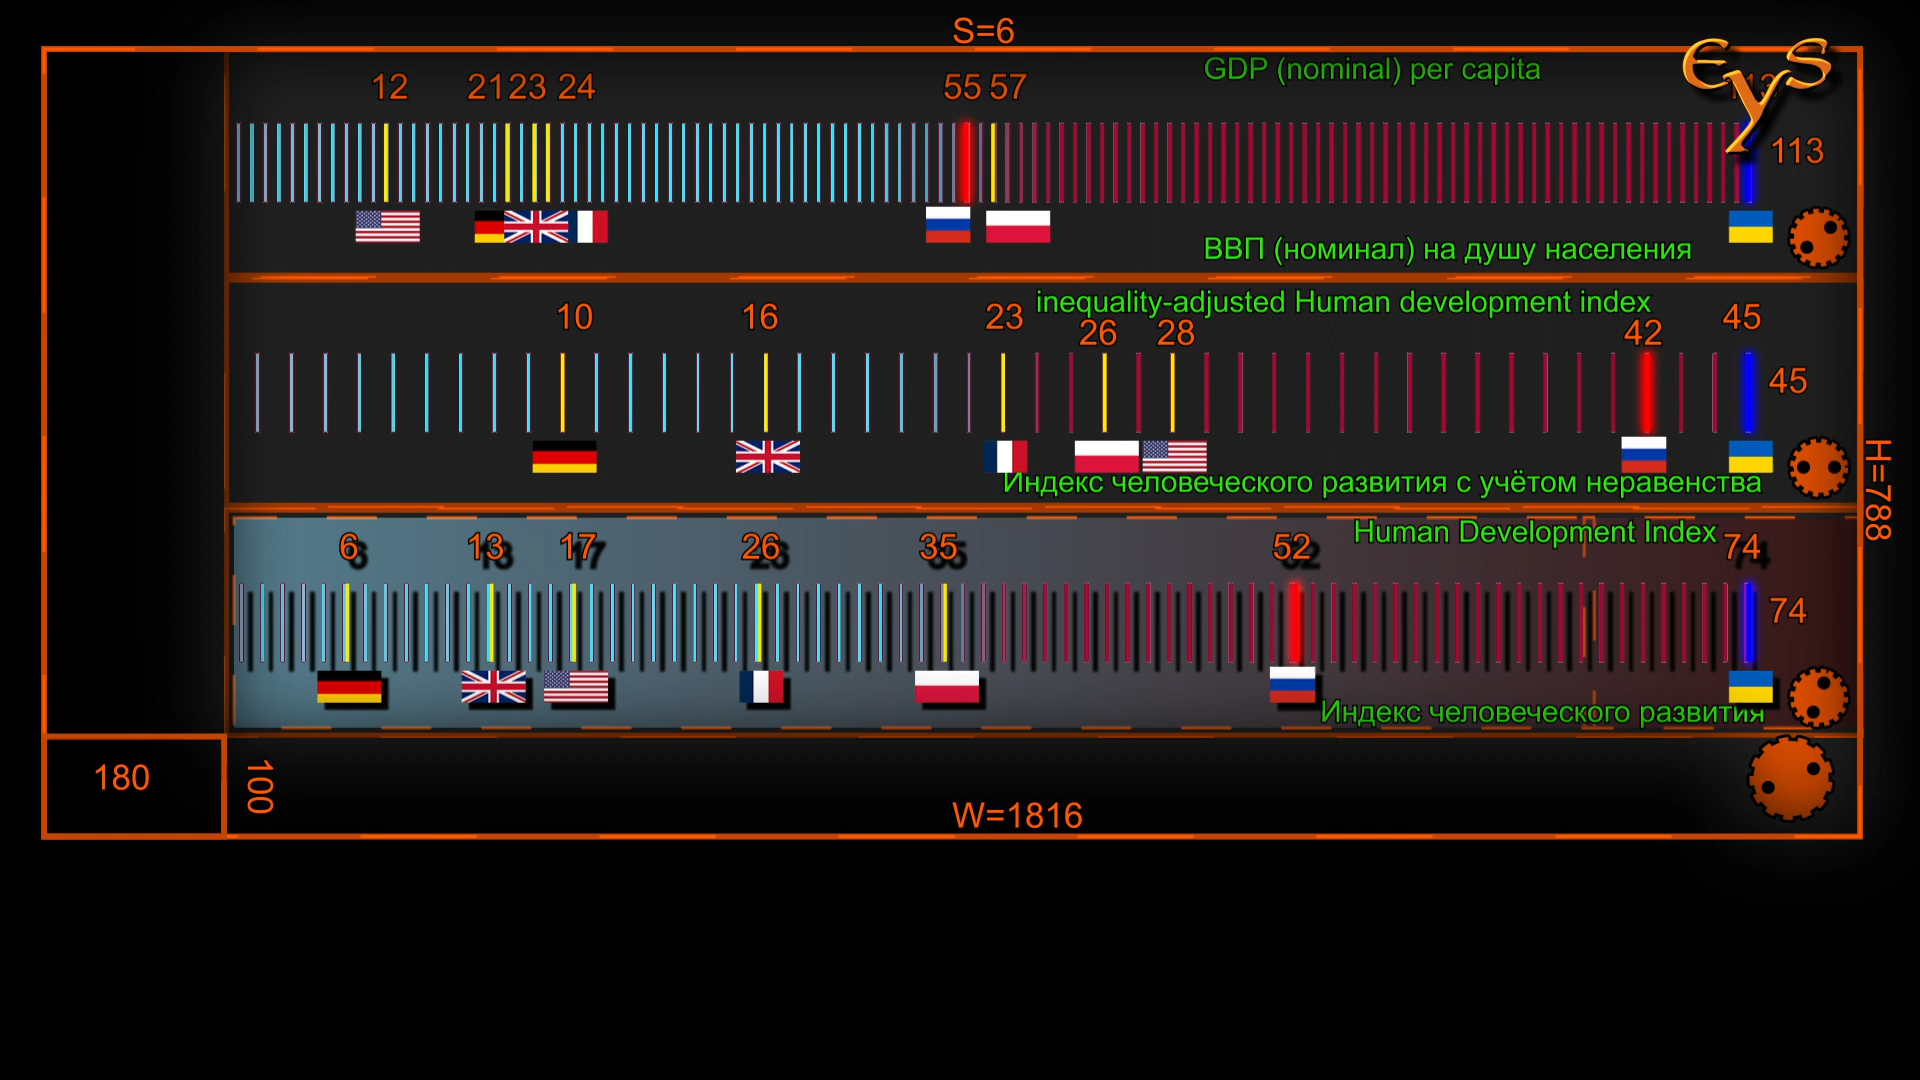 S=6
GDP (nominal) per capita
eys
12 21 23 24 55 57
113
ВВП (номинал) на душу населения
inequality-adjusted Human development index
10 16 23 26 28 42 45
45
Индекс человеческого развития с учётом неравенства
H=788
Human Development Index
6 13 17 26 35 52 74
74
Индекс человеческого развития
180
100
W=1816